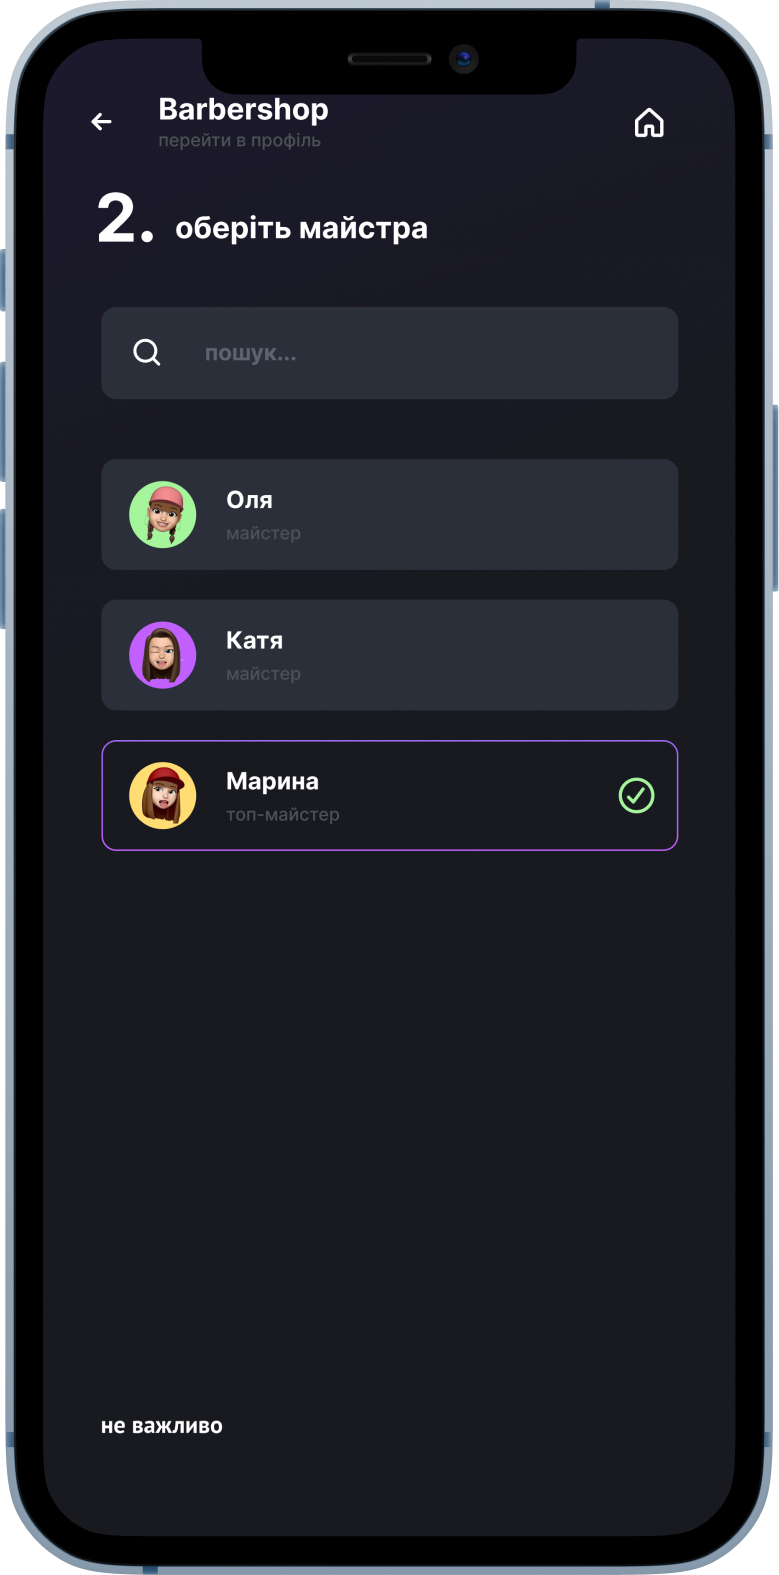 Barbershop
перейти в профіль
2. оберіть майстра
пошук...
Оля
майстер
Катя
майстер
Марина
топ-майстер
не важливо